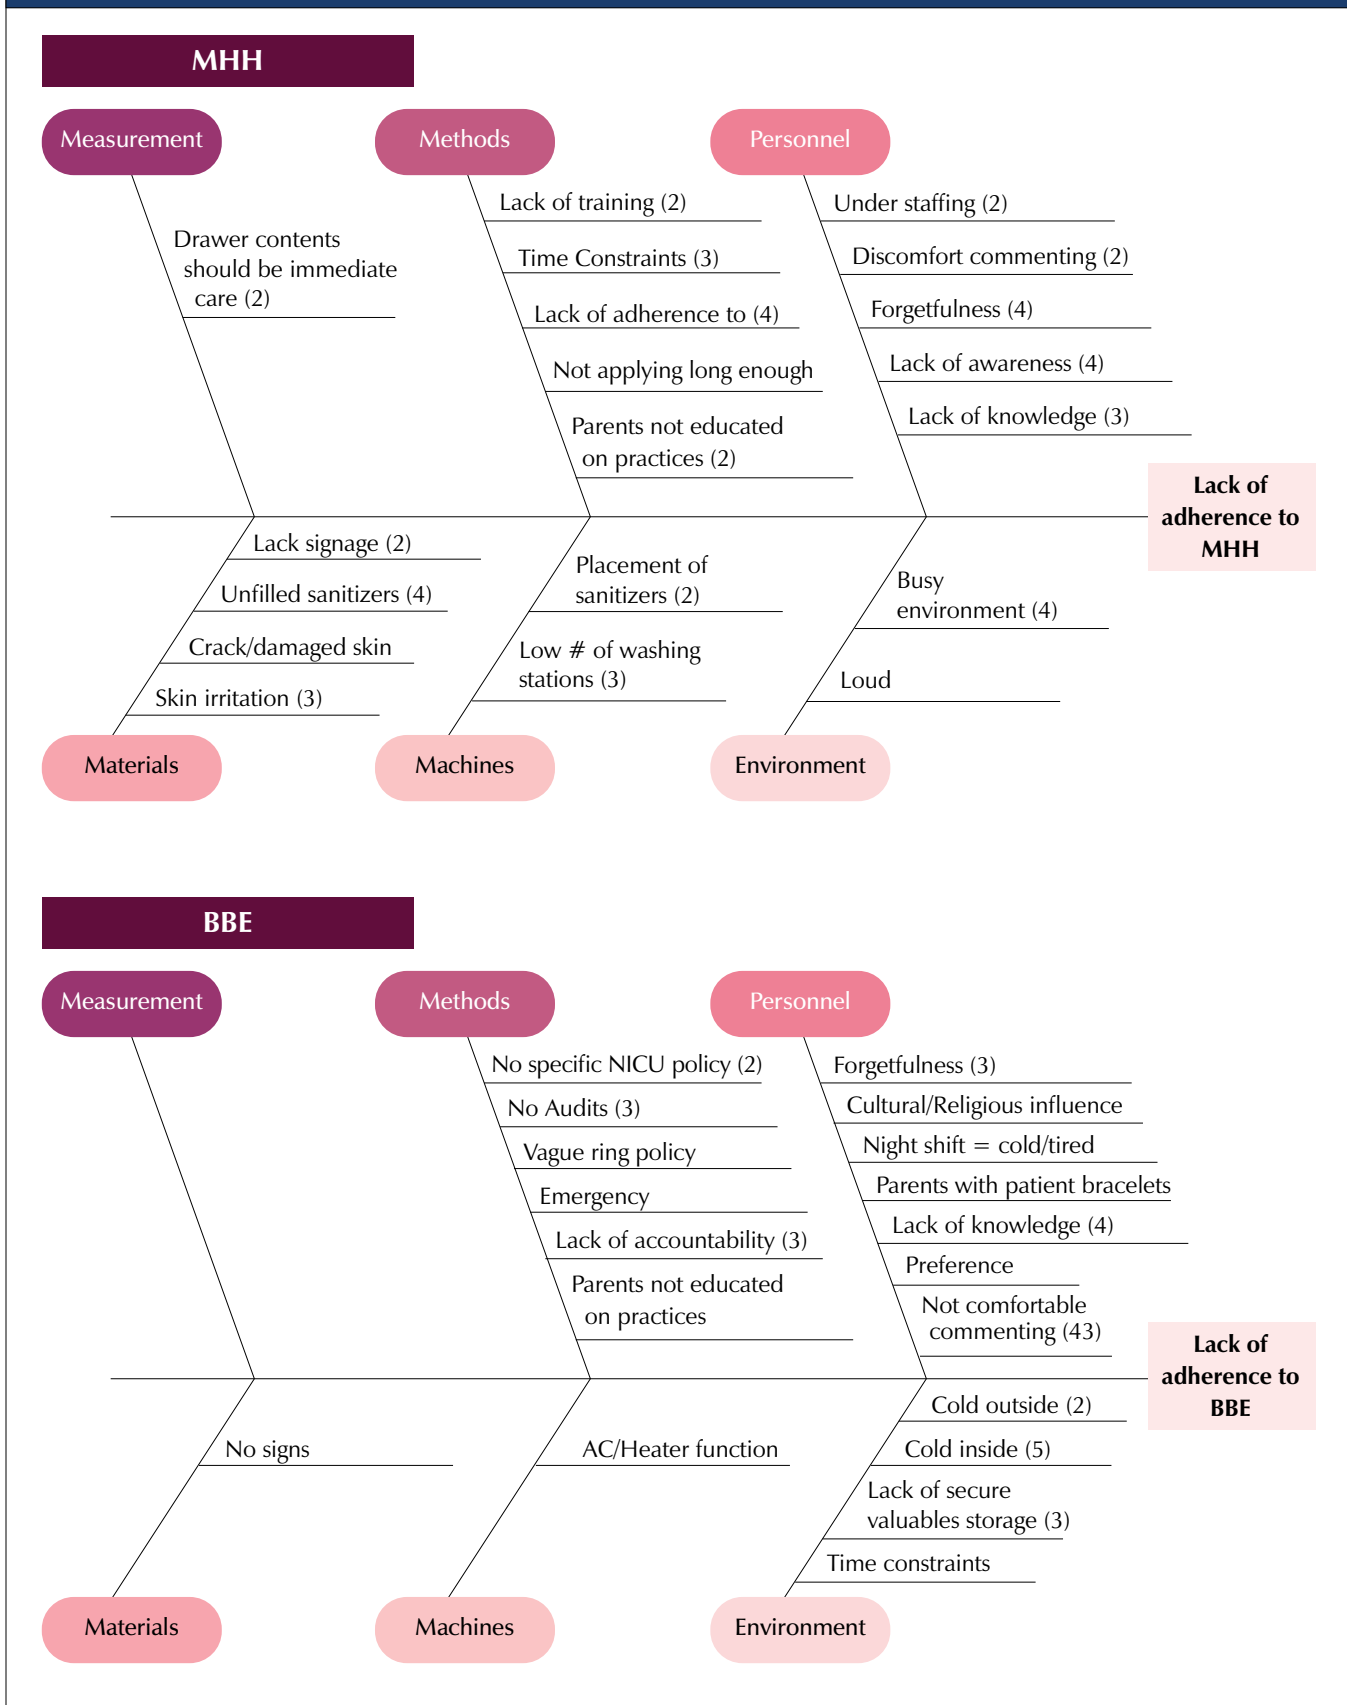 MHH
Measurement
Methods
Personnel
Drawer contents
should be immediate
care (2)
Lack of training (2)
Time Constraints (3)
Lack of adherence to (4)
Not applying long enough
Parents not educated
on practices (2)
Under staffing (2)
Discomfort commenting (2)
Forgetfulness (4)
Lack of awareness (4)
Lack of knowledge (3)
Lack of
adherence to
MHH
Lack signage (2)
Unfilled sanitizers (4)
Crack/damaged skin
Skin irritation (3)
Placement of
sanitizers (2)
Low # of washing
stations (3)
Busy
environment (4)
Loud
Materials
Machines
Environment
BBE
Measurement
Methods
Personnel
No specific NICU policy (2)
No Audits (3)
Vague ring policy
Emergency
Lack of accountability (3)
Parents not educated
on practices
Forgetfulness (3)
Cultural/Religious influence
Night shift = cold/tired
Parents with patient bracelets
Lack of knowledge (4)
Preference
Not comfortable
commenting (43)
Lack of
adherence to
BBE
No signs
AC/Heater function
Cold outside (2)
Cold inside (5)
Lack of secure
valuables storage (3)
Time constraints
Materials
Machines
Environment